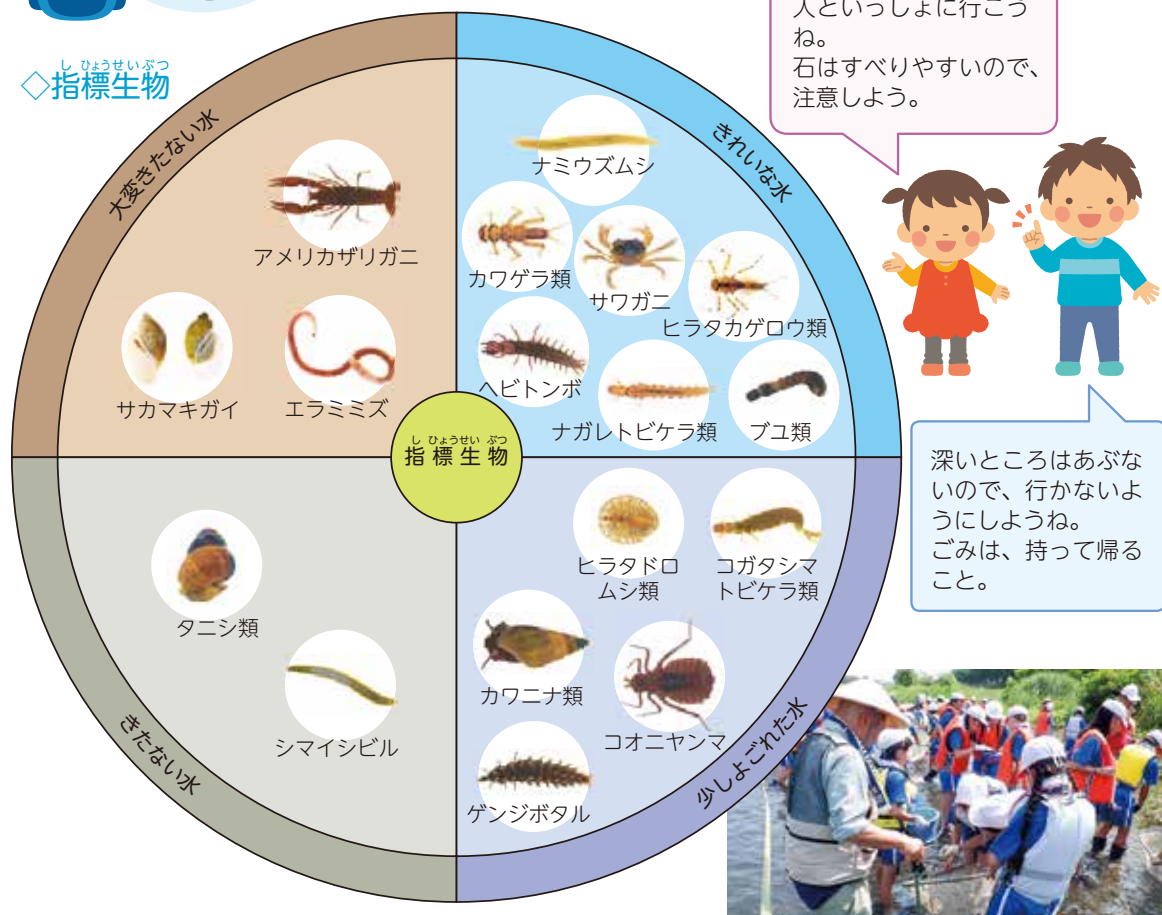 人といっしょに行こう
ね。
石はすべりやすいので、
注意しよう。
し ひょうせいぶつ
◇指標生物
大変きたない水
アメリカザリガニ
サカマキガイ
エラミミズ
きれいな水
ナミウズムシ
カワゲラ類
サワガニ
ヒラタカゲロウ類
ヘビトンボ
ナガレトビケラ類
ブユ類
し ひょうせい ぶつ
指標生物
深いところはあぶな
いので、行かないよ
うにしようね。
ごみは、持って帰る
こと。
きたない水
タニシ類
シマイシビル
少しよごれた水
ヒラタドロ
ムシ類
コガタシマ
トビケラ類
カワニナ類
コオニヤンマ
ゲンジボタル